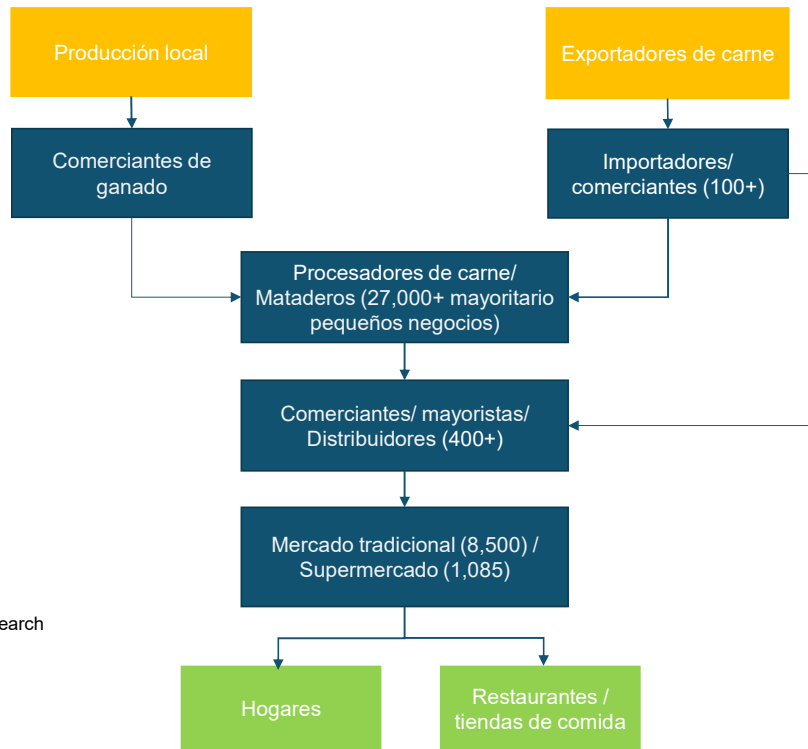 Producción local
Exportadores de carne
Comerciantes de
ganado
Importadores/
comerciantes (100+)
Procesadores de carne/
Mataderos (27,000+ mayoritario
pequeños negocios)
Comerciantes/ mayoristas/
Distribuidores (400+)
Mercado tradicional (8,500) /
Supermercado (1,085)
earch
Hogares
Restaurantes /
tiendas de comida